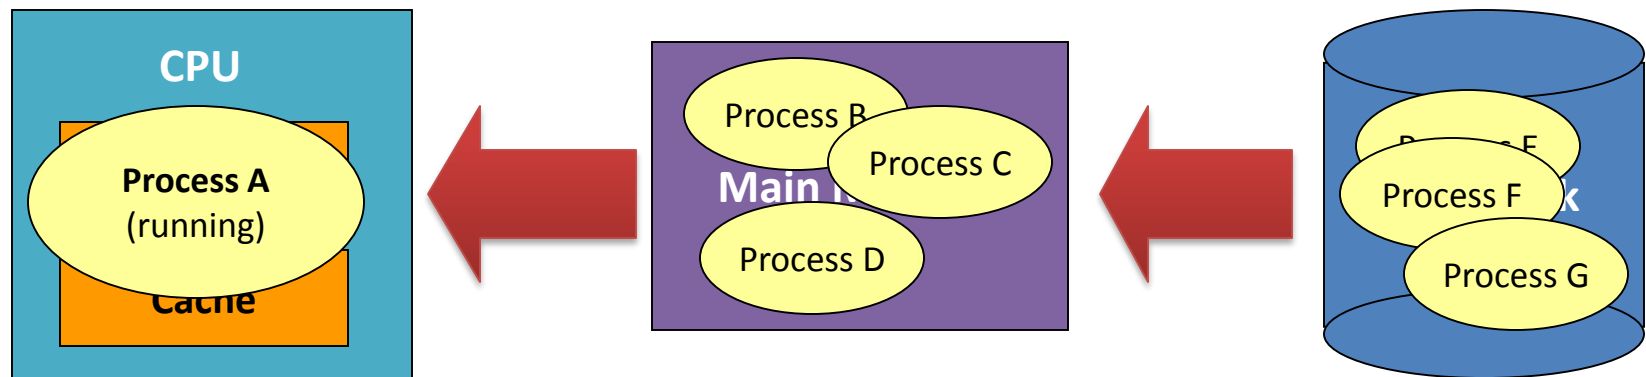 CPU
Process A
(running)
Cache
Process B
Process C
Main
Process D
Process F
Process G